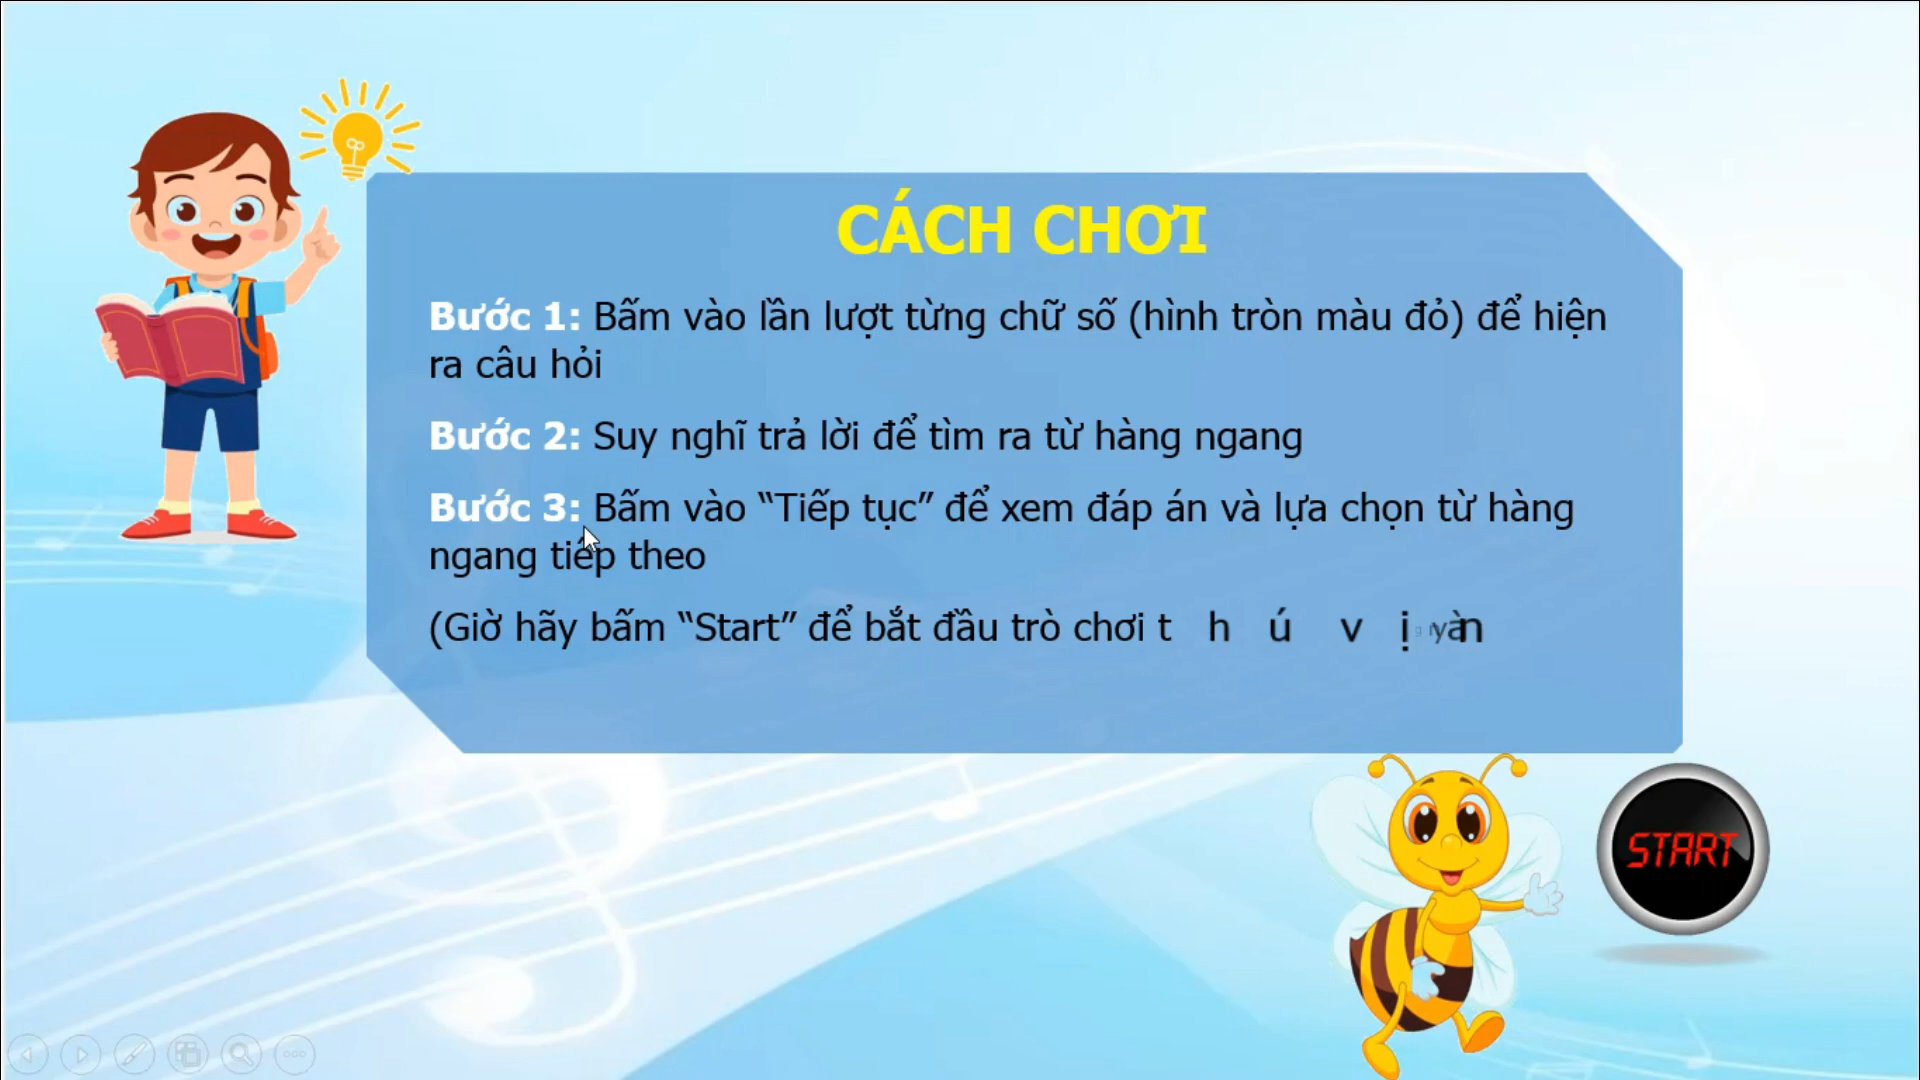 CÁCH CHƠI
Bước 1: Bấm vào lần lượt từng chữ số (hình tròn màu đỏ) để hiện
ra câu hỏi
Bước 2: Suy nghĩ trả lời để tìm ra từ hàng ngang
Bước 3: Bấm vào “Tiếp tục” để xem đáp án và lựa chọn từ hàng
ngang tiếp theo
(Giờ hãy bấm “Start” để bắt đầu trò chơi t h ú v ị
START